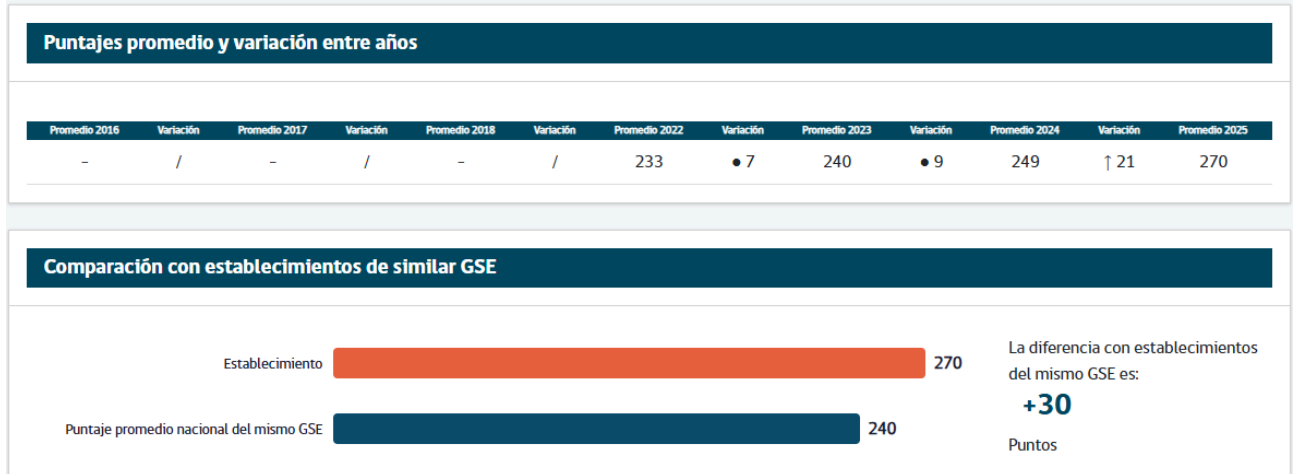 Puntajes promedio y variación entre años
Promedio 2016 Variación Promedio 2017 Variación Promedio 2018 Variación Promedio 2022 Variación Promedio 2023 Variación Promedio 2024 Variación Promedio 2025
- / - / - / 233 ● 7 240 ● 9 249 ↑ 21 270
Comparación con establecimientos de similar GSE
Establecimiento 270
Puntaje promedio nacional del mismo GSE 240
La diferencia con establecimientos
del mismo GSE es:
+30
Puntos